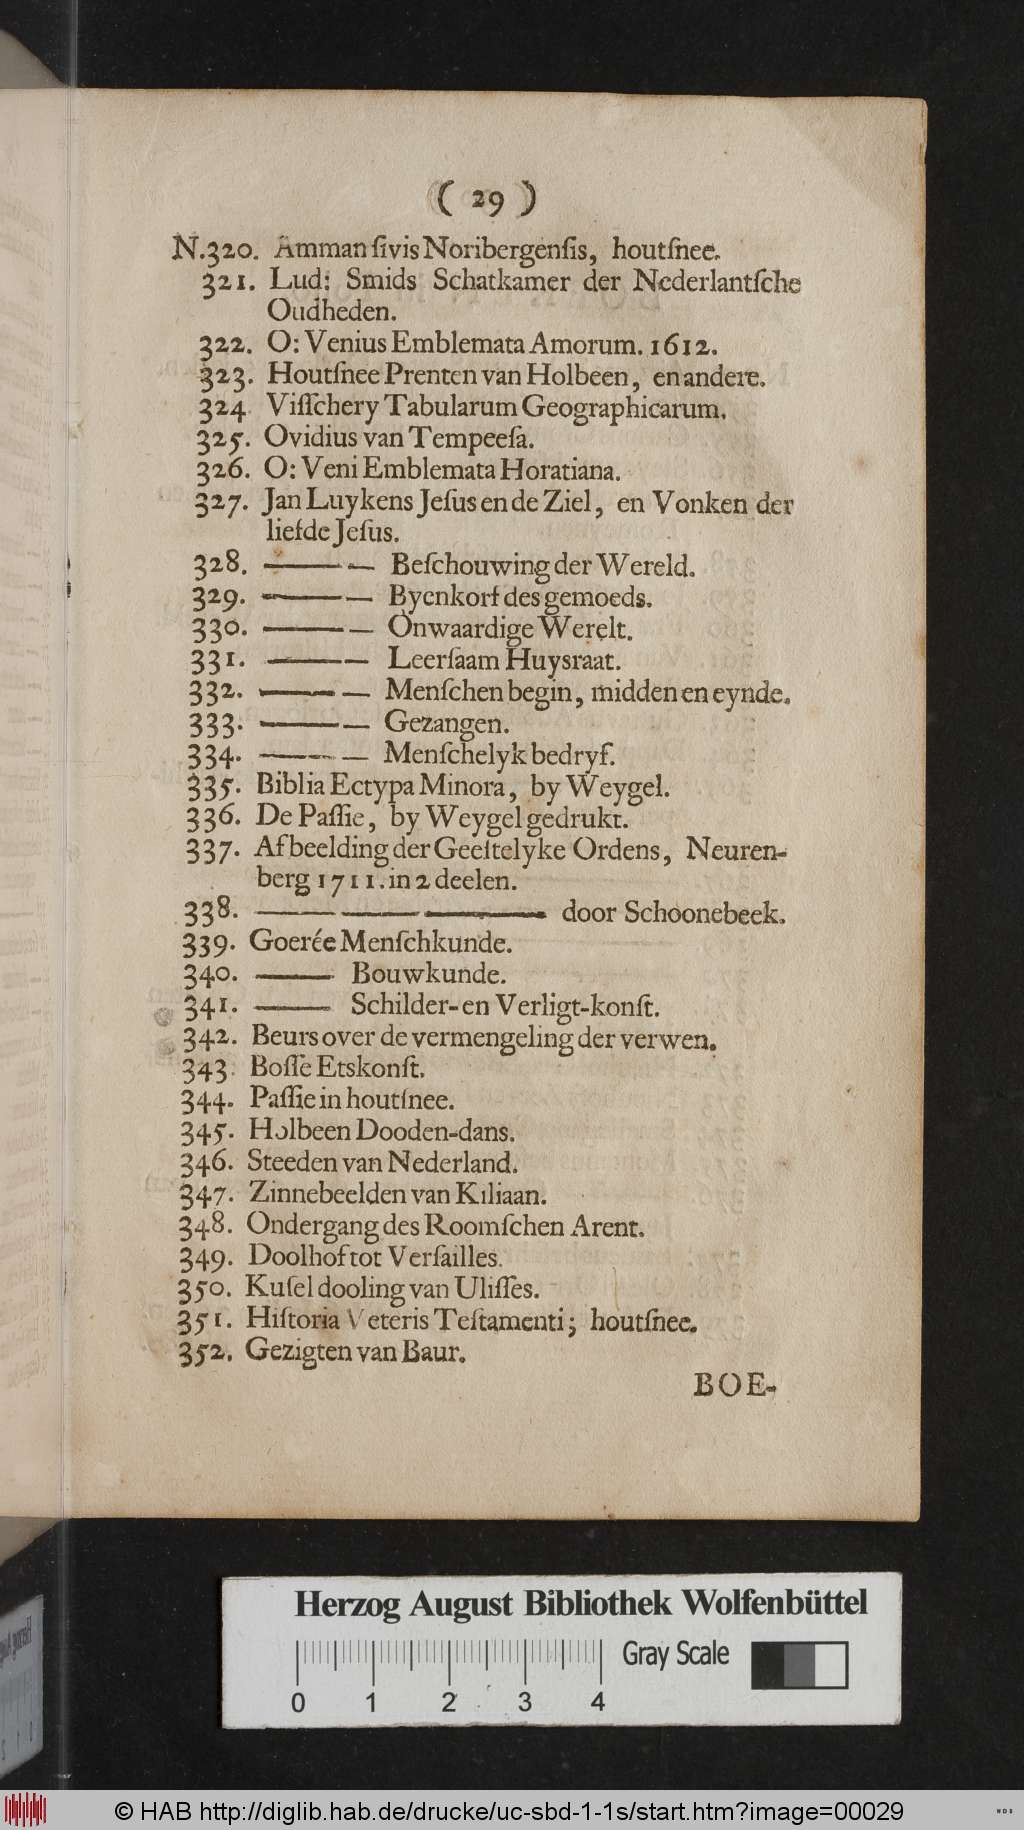 ( 29 )
N.320. Amman ſivis Noribergenſis, houtſnee.
321. Lud: Smids Schatkamer der Nederlantſche
Oudheden.
322. O: Venius Emblemata Amorum. 1612.
323. Houtſnee Prenten van Holbeen, en andere.
324. Viſſchery Tabularum Geographicarum.
325. Ovidius van Tempeeſa.
326. O: Veni Emblemata Horatiana.
327. Jan Luykens Jeſus en de Ziel, en Vonken der
liefde Jeſus.
328. —— — Beſchouwing der Wereld.
329. —— — Byenkorf des gemoeds.
330. —— — Onwaardige Werelt.
331. —— — Leerſaam Huysraat.
332. —— — Menſchen begin, midden en eynde.
333. —— — Gezangen.
334. —— — Menſchelyk bedryf.
335. Biblia Ectypa Minora, by Weygel.
336. De Paſſie, by Weygel gedrukt.
337. Afbeelding der Geeſtelyke Ordens, Neuren-
berg 1711. in 2 deelen.
338. —— —— —— door Schoonebeek.
339. Goerée Menſchkunde.
340. —— Bouwkunde.
341. —— Schilder- en Verligt-konſt.
342. Beurs over de vermengeling der verwen.
343. Boſſe Etskonſt.
344. Paſſie in houtſnee.
345. Holbeen Dooden-dans.
346. Steeden van Nederland.
347. Zinnebeelden van Kiliaan.
348. Ondergang des Roomſchen Arent.
349. Doolhof tot Verſailles.
350. Kuſel dooling van Uliſſes.
351. Hiſtoria Veteris Teſtamenti; houtſnee.
352. Gezigten van Baur.
BOE-
Herzog August Bibliothek Wolfenbüttel
Gray Scale
0 1 2 3 4
© HAB http://diglib.hab.de/drucke/uc-sbd-1-1s/start.htm?image=00029